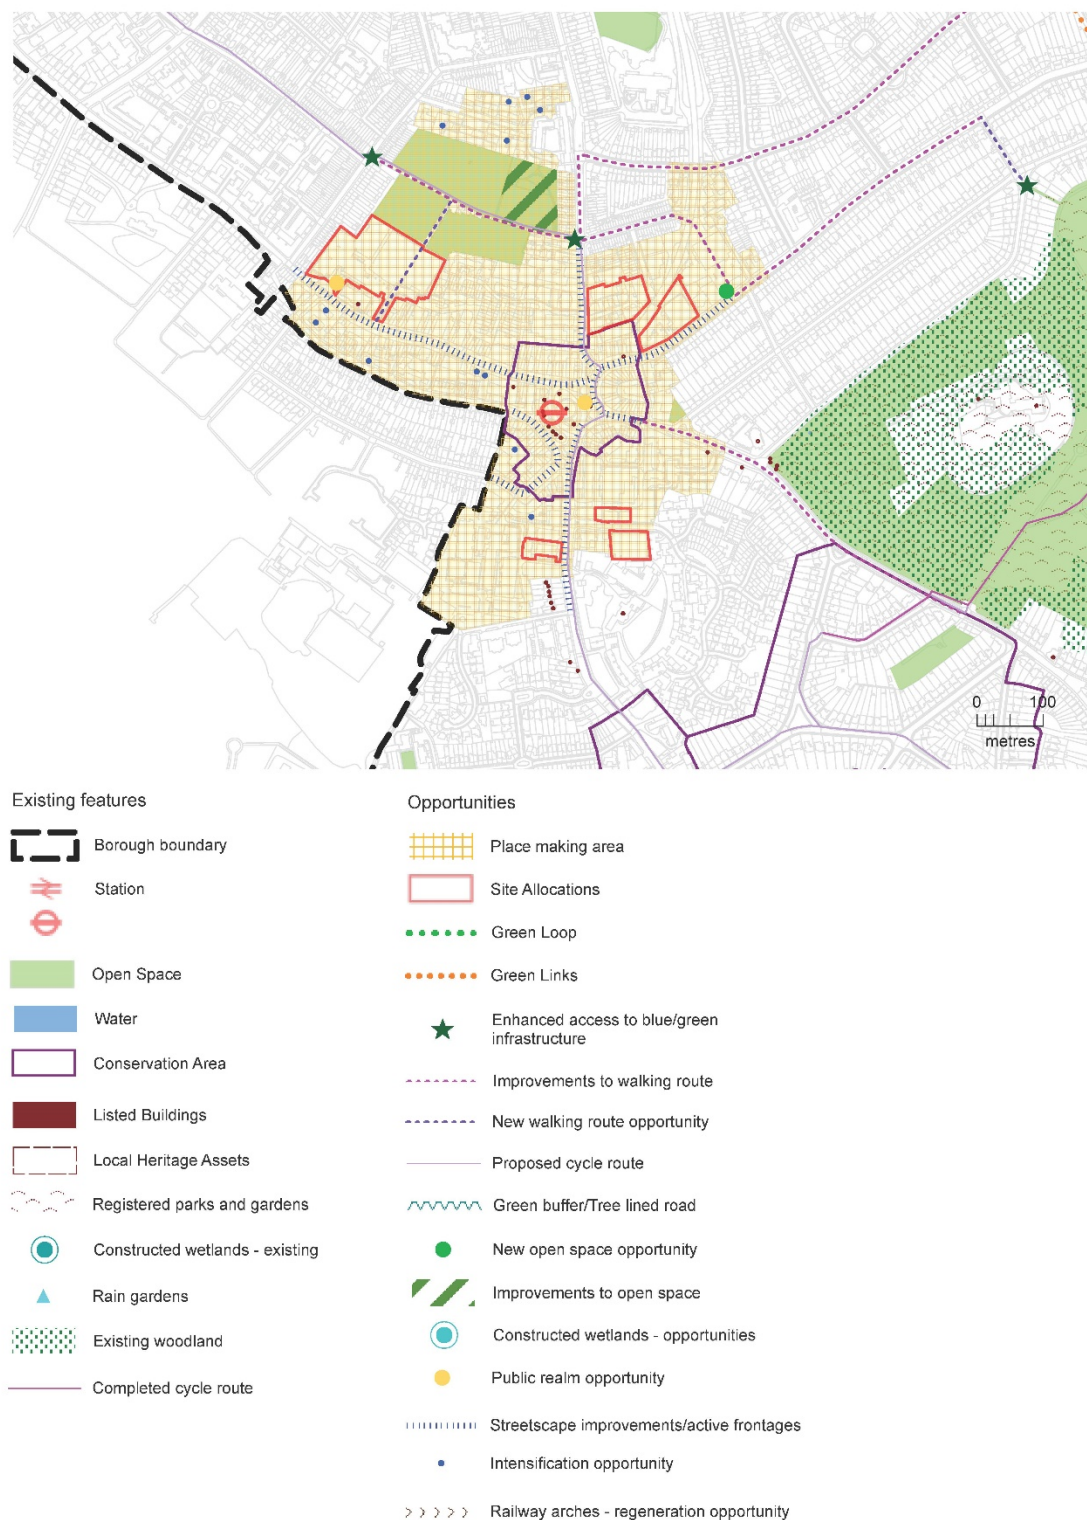 0 100
metres
Existing features
Borough boundary
Station
Open Space
Water
Conservation Area
Listed Buildings
Local Heritage Assets
Registered parks and gardens
Constructed wetlands - existing
Rain gardens
Existing woodland
Completed cycle route
Opportunities
Place making area
Site Allocations
Green Loop
Green Links
Enhanced access to blue/green
infrastructure
Improvements to walking route
New walking route opportunity
Proposed cycle route
Green buffer/Tree lined road
New open space opportunity
Improvements to open space
Constructed wetlands - opportunities
Public realm opportunity
Streetscape improvements/active frontages
Intensification opportunity
Railway arches - regeneration opportunity